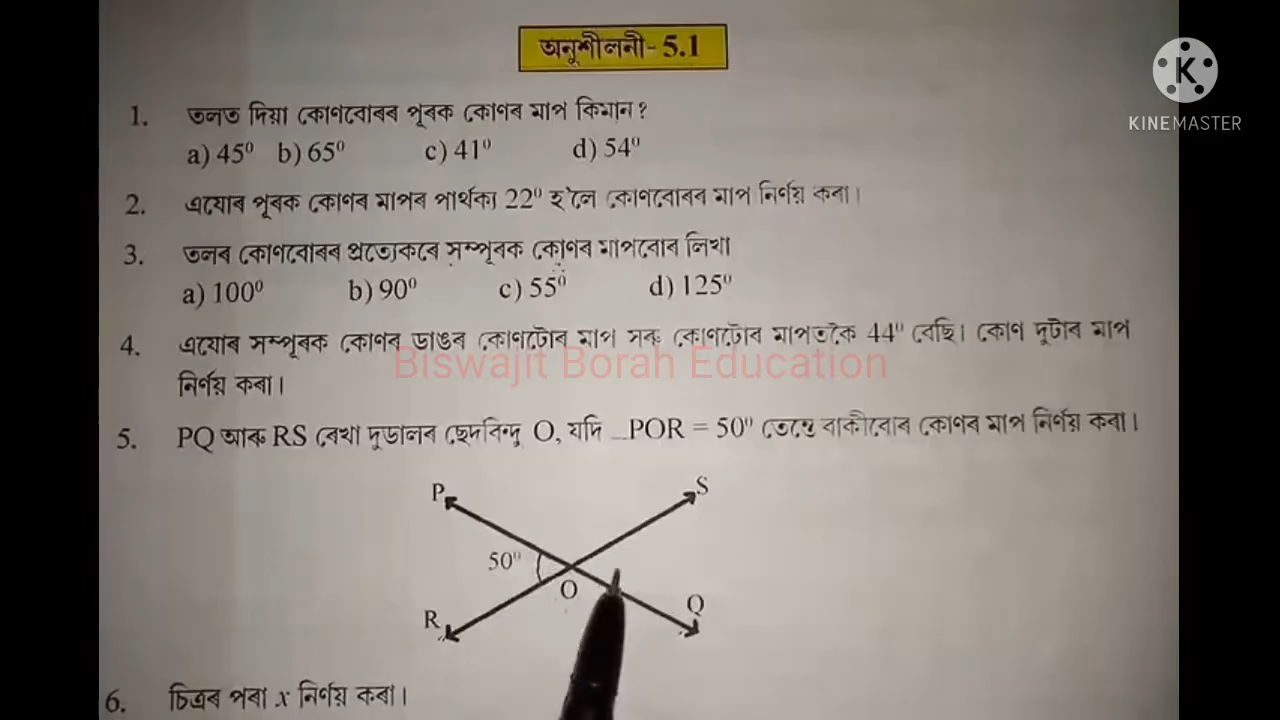 অনুশীলনী- 5.1
K
KINEMASTER
1. তলত দিয়া কোণবোৰৰ পূৰক কোণৰ মাপ কিমান?
a) 45⁰ b) 65⁰ c) 41⁰ d) 54⁰
2. এযোৰ পূৰক কোণৰ মাপৰ পাৰ্থক্য 22⁰ হ'লে কোণবোৰৰ মাপ নিৰ্ণয় কৰা।
3. তলৰ কোণবোৰৰ প্ৰত্যেকৰে সম্পূৰক কোণৰ মাপবোৰ লিখা
a) 100⁰ b) 90⁰ c) 55⁰ d) 125⁰
4. এযোৰ সম্পূৰক কোণৰ ডাঙৰ কোণটোৰ মাপ সৰু কোণটোৰ মাপতকৈ 44⁰ বেছি। কোণ দুটাৰ মাপ
নিৰ্ণয় কৰা।
Biswajit Borah Education
5. PQ আৰু RS ৰেখা দুডালৰ ছেদবিন্দু O, যদি _POR = 50⁰ তেন্তে বাকীবোৰ কোণৰ মাপ নিৰ্ণয় কৰা।
P S
50⁰
O
R Q
6. চিত্ৰৰ পৰা x নিৰ্ণয় কৰা।